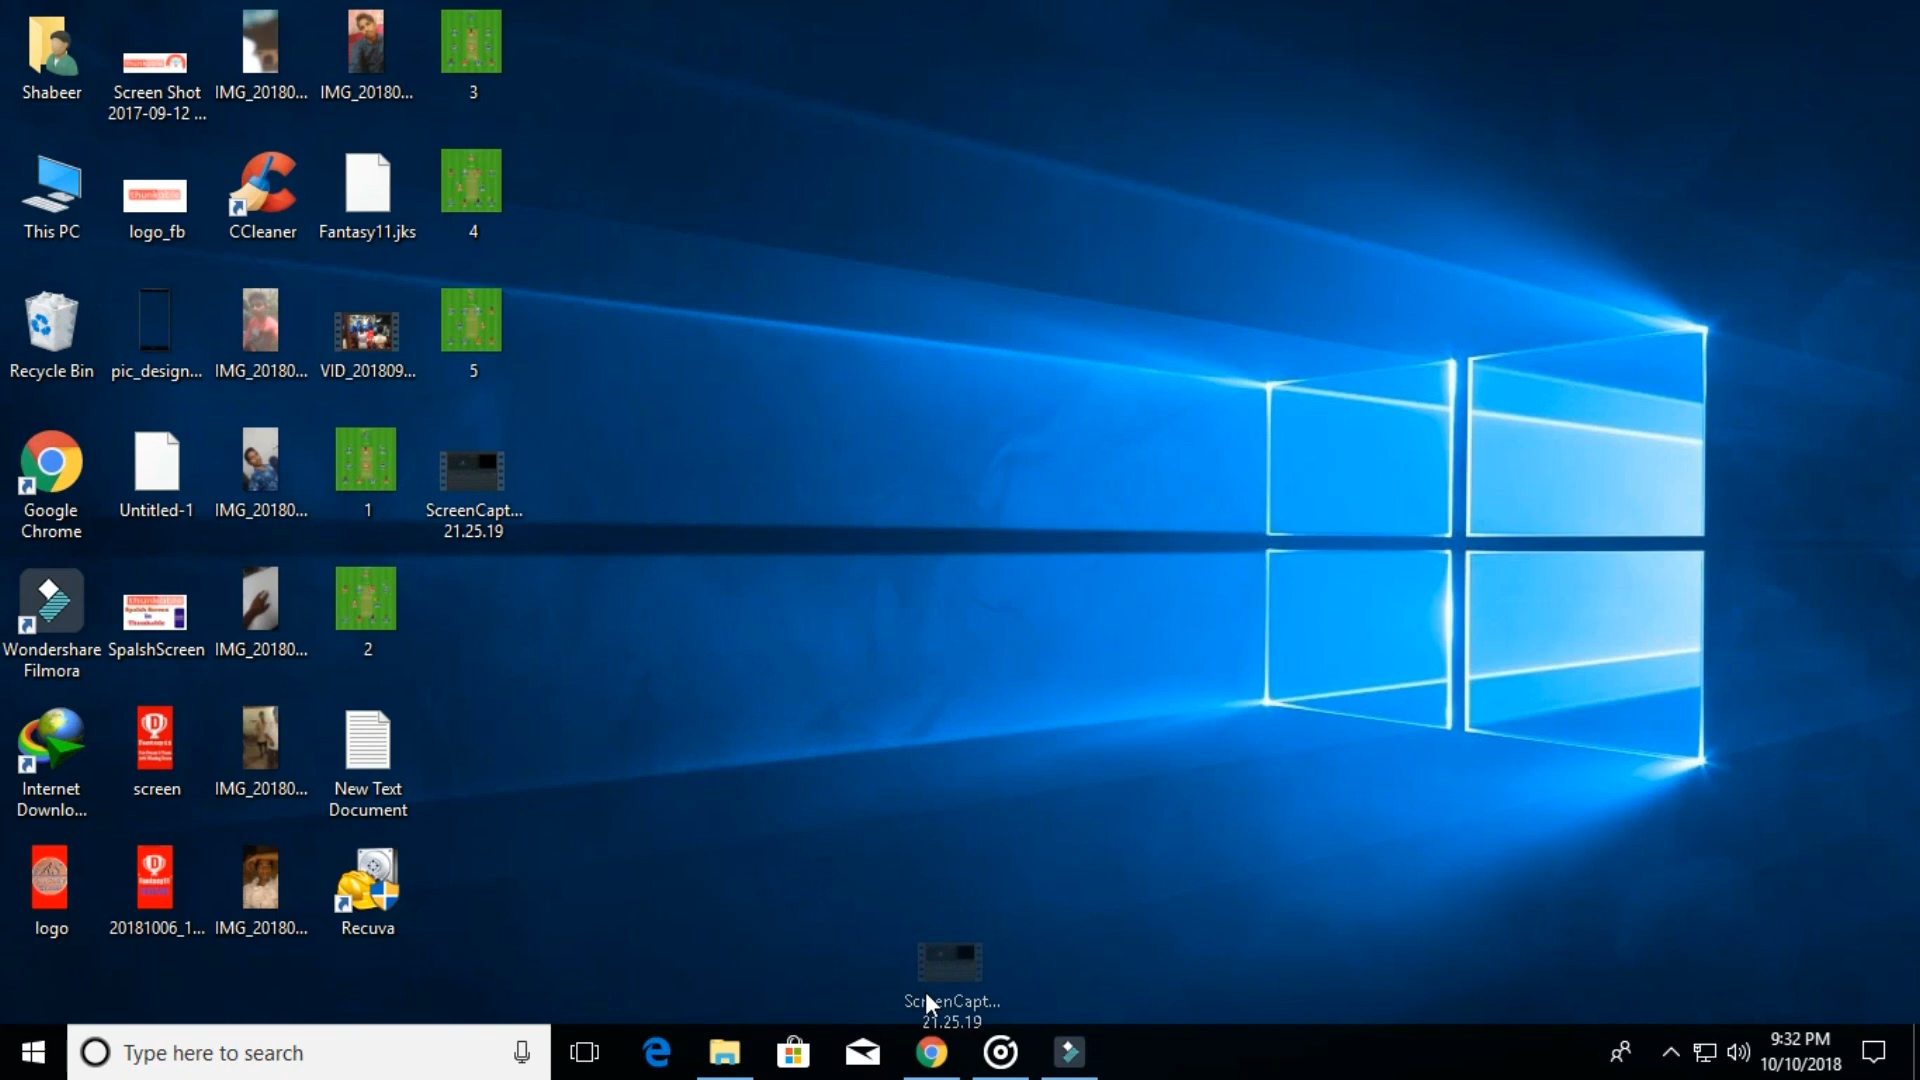 Shabeer
Screen Shot
2017-09-12 ...
IMG_20180...
IMG_20180...
3
This PC
logo_fb
CCleaner
Fantasy11.jks
4
Recycle Bin
pic_design...
IMG_20180...
VID_201809...
5
Google
Chrome
Untitled-1
IMG_20180...
1
ScreenCapt...
21.25.19
Wondershare
Filmora
SpalshScreen
IMG_20180...
2
Internet
Downlo...
screen
IMG_20180...
New Text
Document
logo
20181006_1...
IMG_20180...
Recuva
ScreenCapt...
21.25.19
Type here to search
9:32 PM
10/10/2018